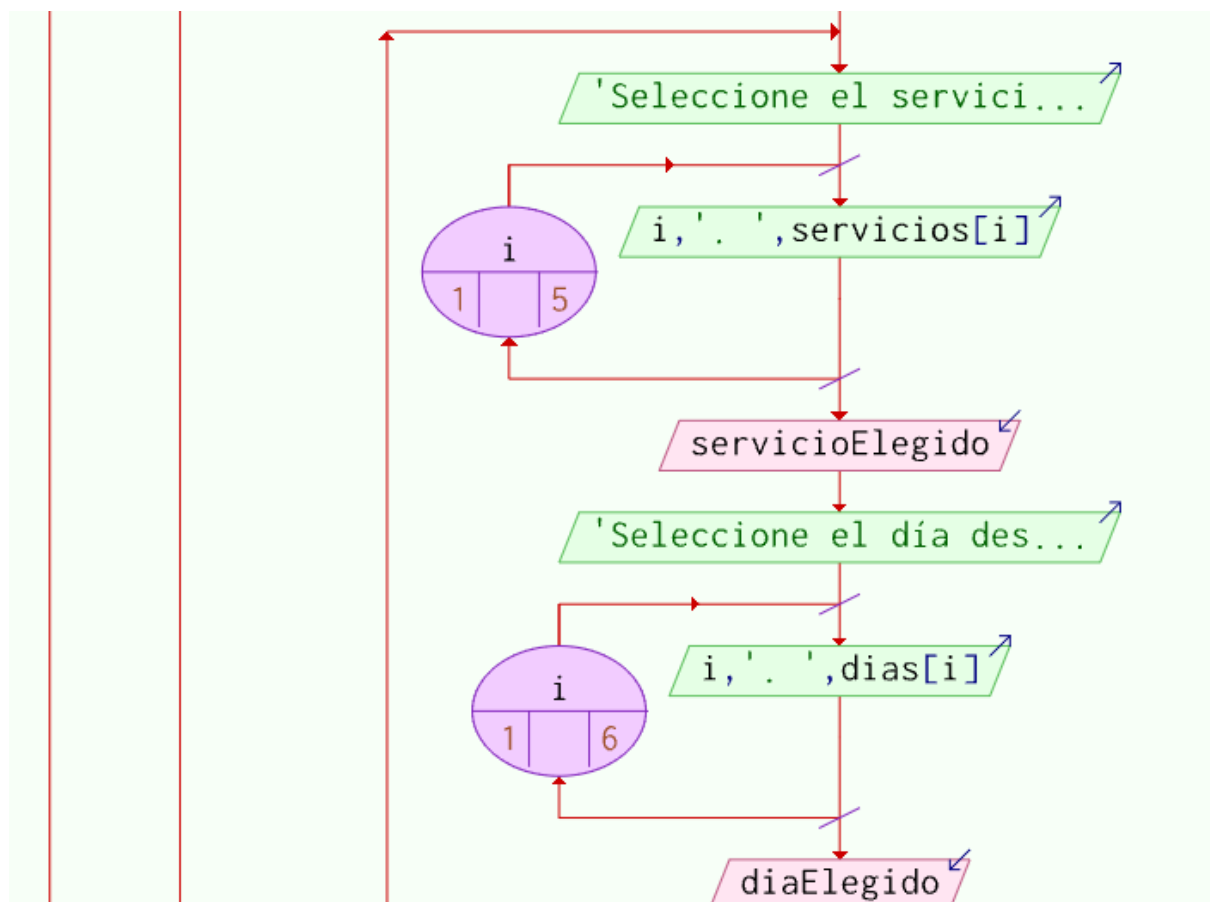 'Seleccione el servici...
i,'. ',servicios[i]
i
1 5
servicioElegido
'Seleccione el día des...
i,'. ',dias[i]
i
1 6
diaElegido